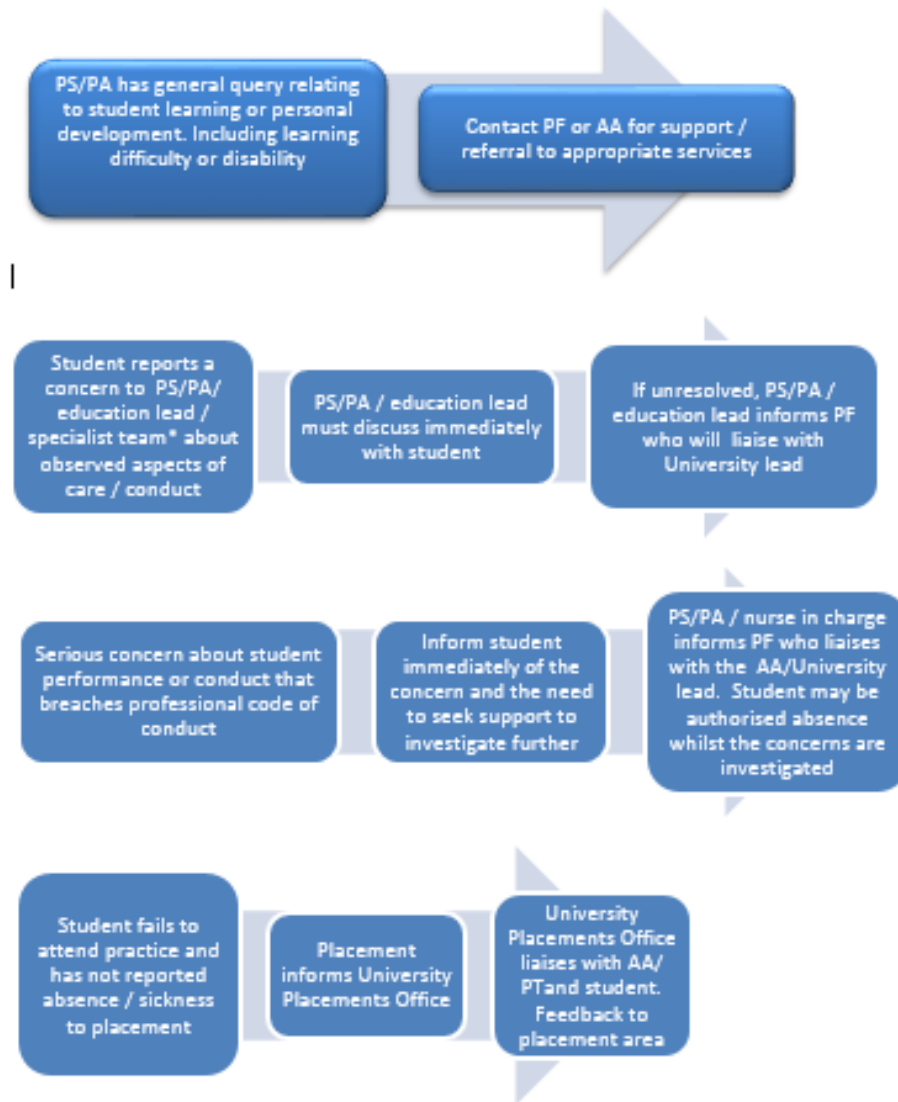 PS/PA has general query relating
to student learning or personal
development. Including learning
difficulty or disability
Contact PF or AA for support /
referral to appropriate services
Student reports a
concern to PS/PA/
education lead /
specialist team* about
observed aspects of
care / conduct
PS/PA / education lead
must discuss immediately
with student
If unresolved, PS/PA /
education lead informs PF
who will liaise with
University lead
Serious concern about student
performance or conduct that
breaches professional code of
conduct
Inform student
immediately of the
concern and the need
to seek support to
investigate further
PS/PA / nurse in charge
informs PF who liaises
with the AA/University
lead. Student may be
authorised absence
whilst the concerns are
investigated
Student fails to
attend practice and
has not reported
absence / sickness
to placement
Placement
informs University
Placements Office
University
Placements Office
liaises with AA/
PTand student.
Feedback to
placement area